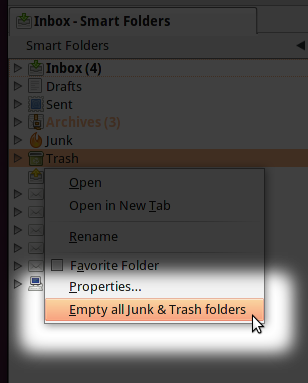 Inbox - Smart Folders
Smart Folders
Inbox (4)
Drafts
Sent
Archives (3)
Junk
Trash
Open
Open in New Tab
Rename
Favorite Folder
Properties...
Empty all Junk & Trash folders